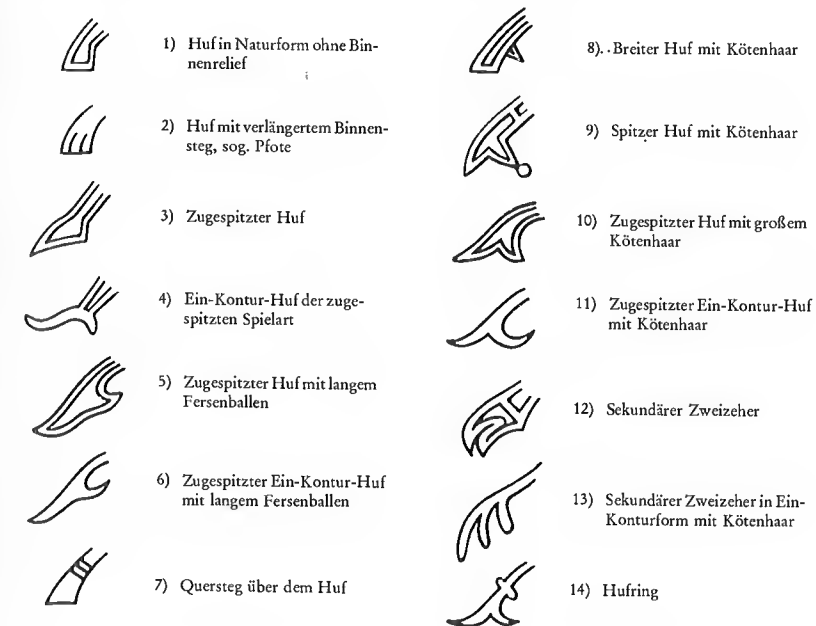 1) Huf in Naturform ohne Bin-
nenrelief
2) Huf mit verlängertem Binnen-
steg, sog. Pfote
3) Zugespitzter Huf
4) Ein-Kontur-Huf der zuge-
spitzten Spielart
5) Zugespitzter Huf mit langem
Fersenballen
6) Zugespitzter Ein-Kontur-Huf
mit langem Fersenballen
7) Quersteg über dem Huf
8). . Breiter Huf mit Kötenhaar
9) Spitzer Huf mit Kötenhaar
10) Zugespitzter Huf mit großem
Kötenhaar
11) Zugespitzter Ein-Kontur-Huf
mit Kötenhaar
12) Sekundärer Zweizeher
13) Sekundärer Zweizeher in Ein-
Konturform mit Kötenhaar
14) Hufring